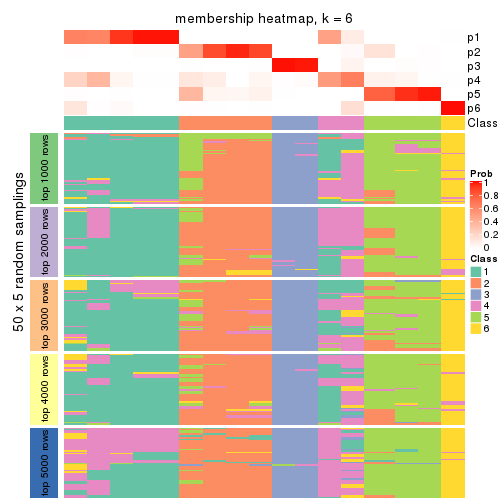 membership heatmap, k = 6
p1
p2
p3
p4
p5
p6
Class
50 x 5 random samplings
top 1000 rows
top 2000 rows
top 3000 rows
top 4000 rows
top 5000 rows
Prob
1
0.8
0.6
0.4
0.2
0
Class
1
2
3
4
5
6